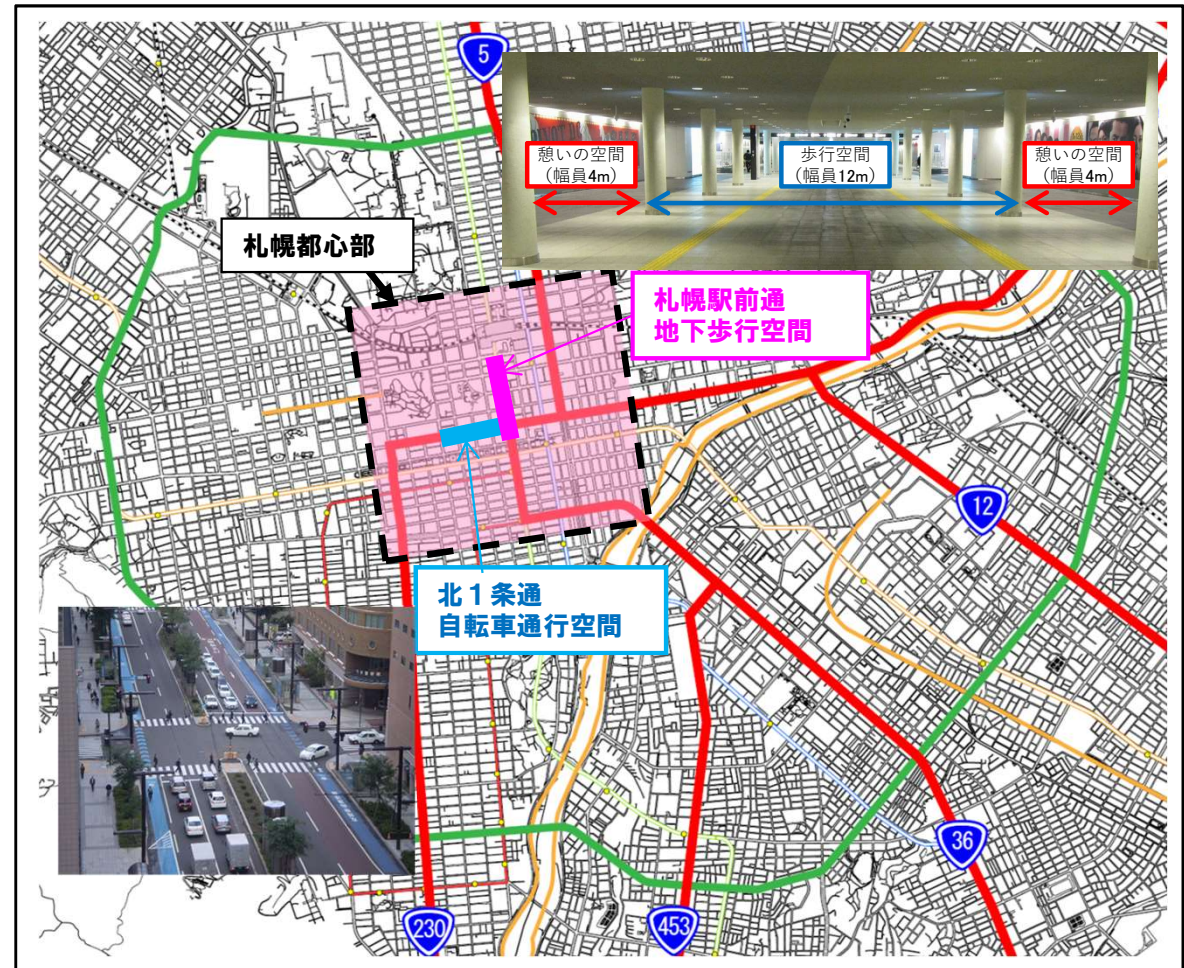 5
憩いの空間
(幅員4m)
歩行空間
(幅員12m)
憩いの空間
(幅員4m)
札幌都心部
札幌駅前通
地下歩行空間
12
北1条通
自転車通行空間
36
230
453